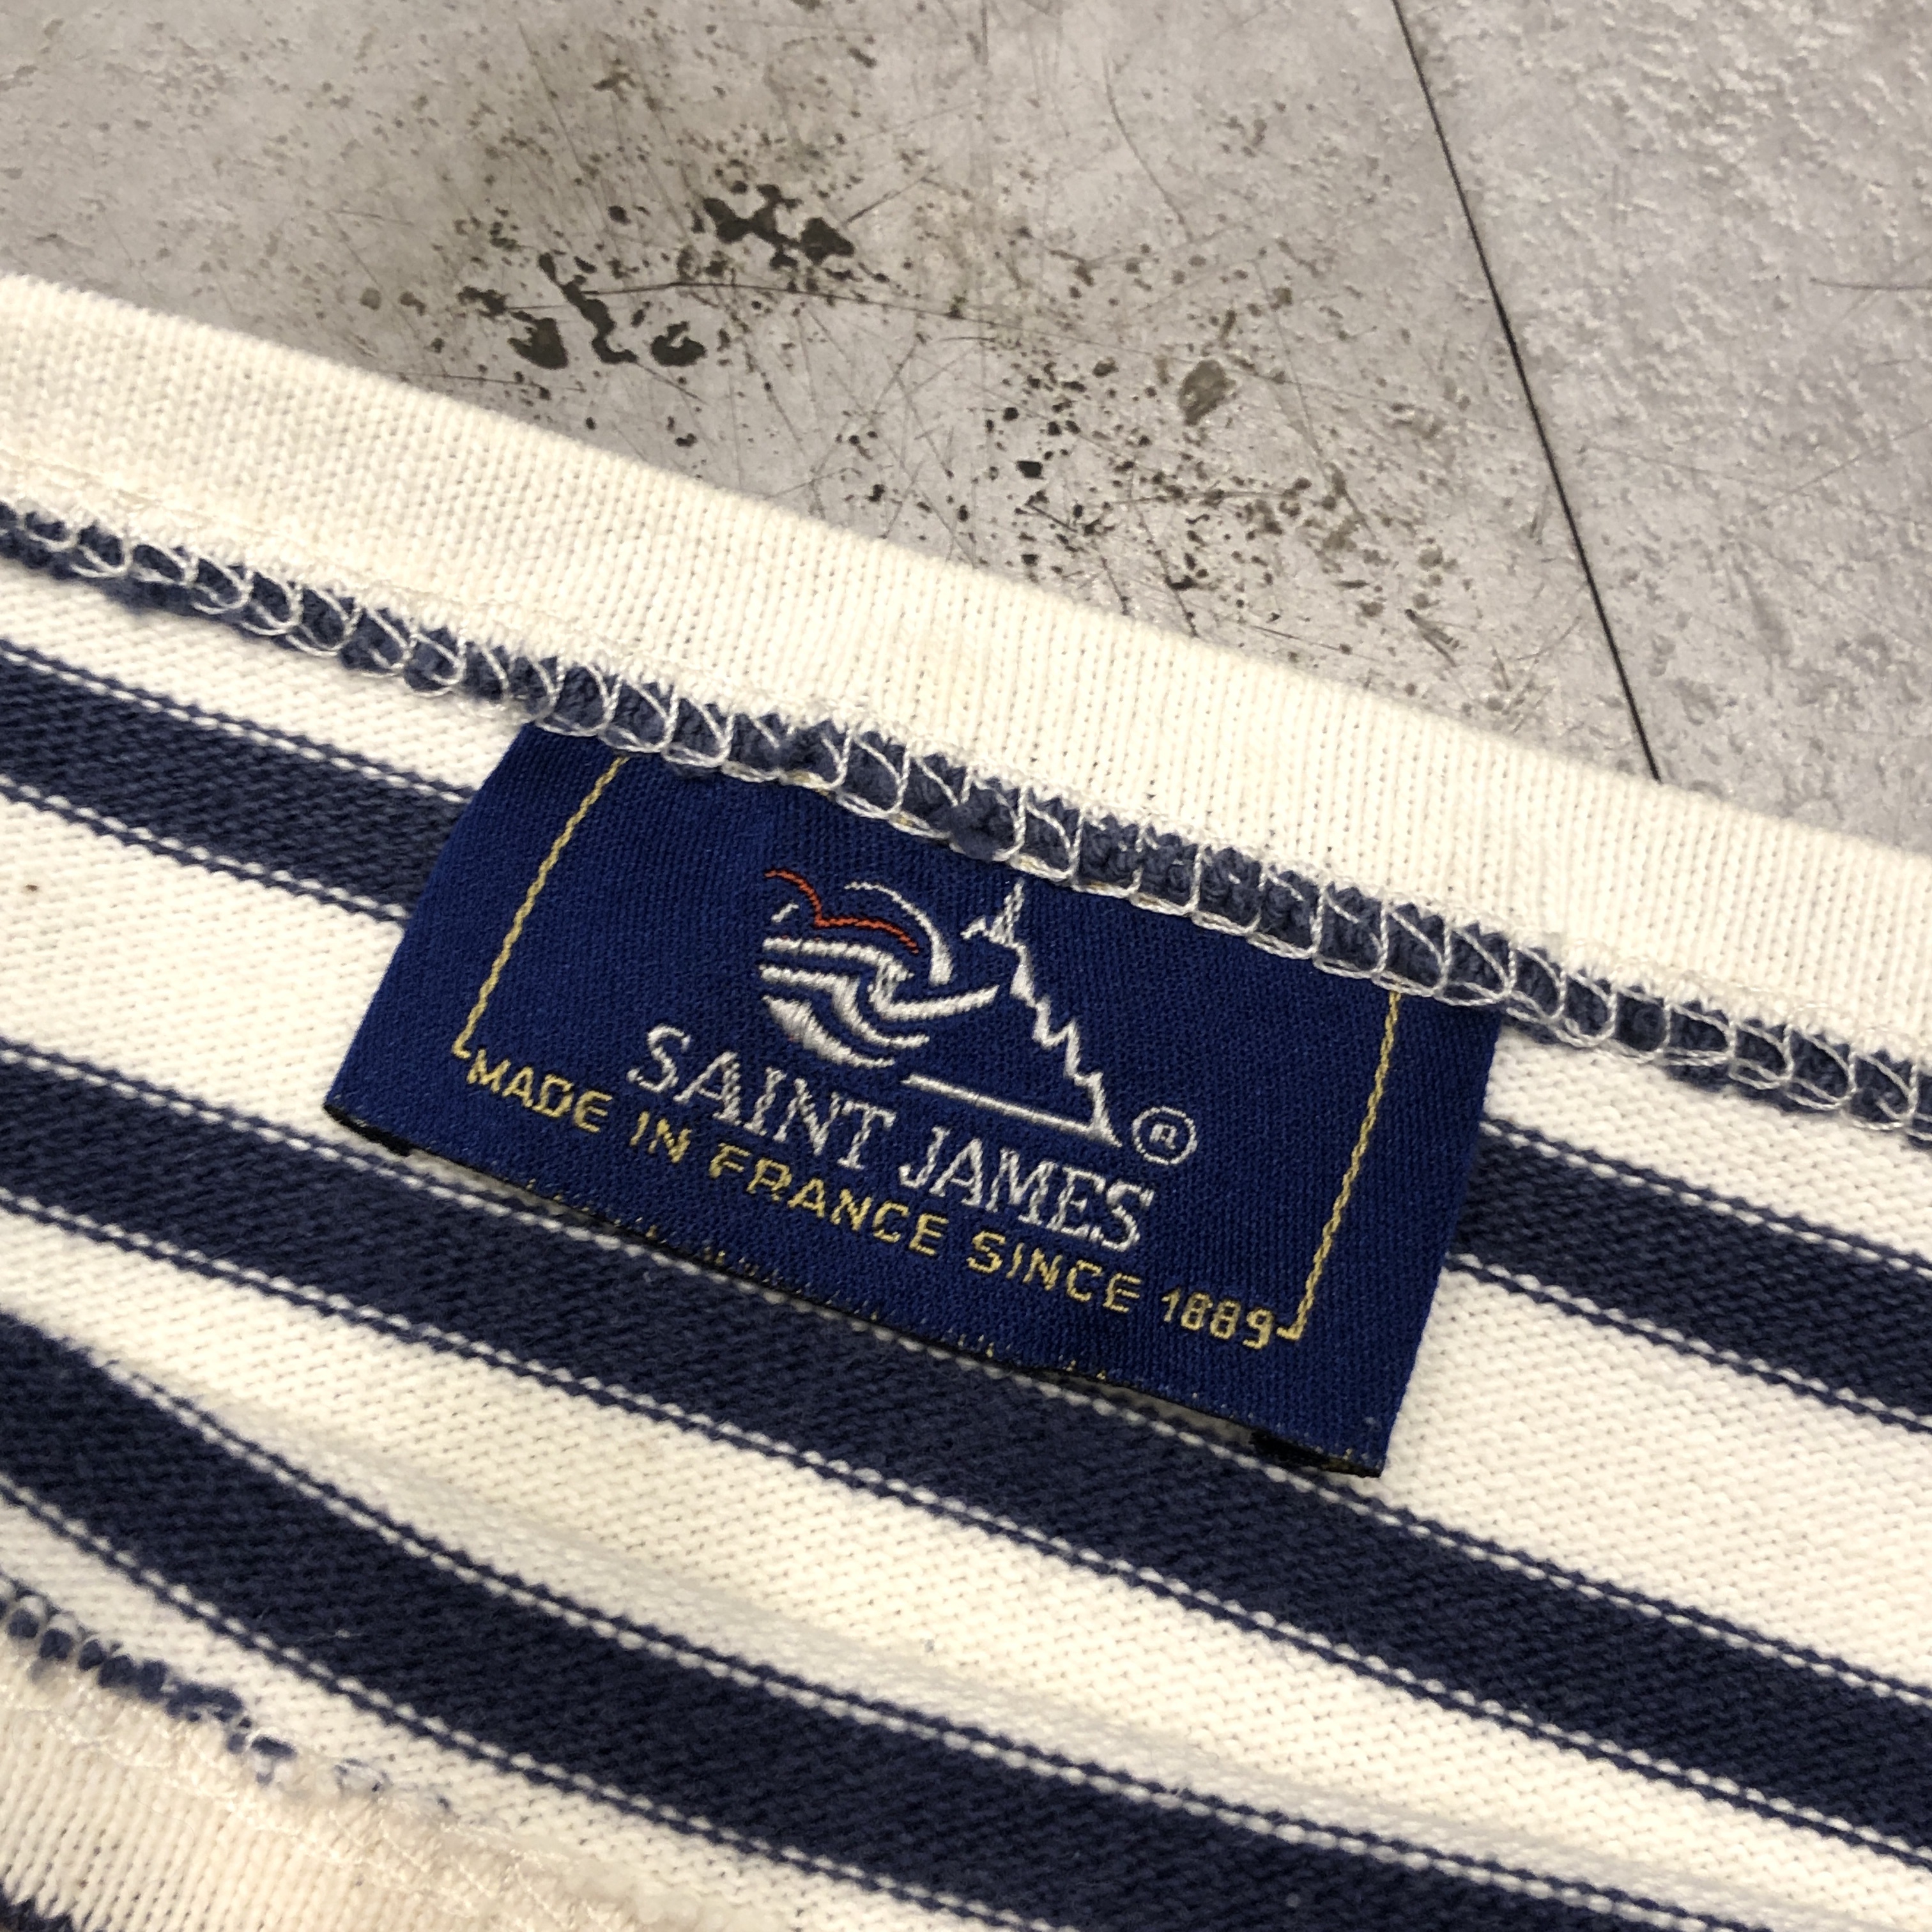 ®
SAINT JAMES
MADE IN FRANCE SINCE 1889